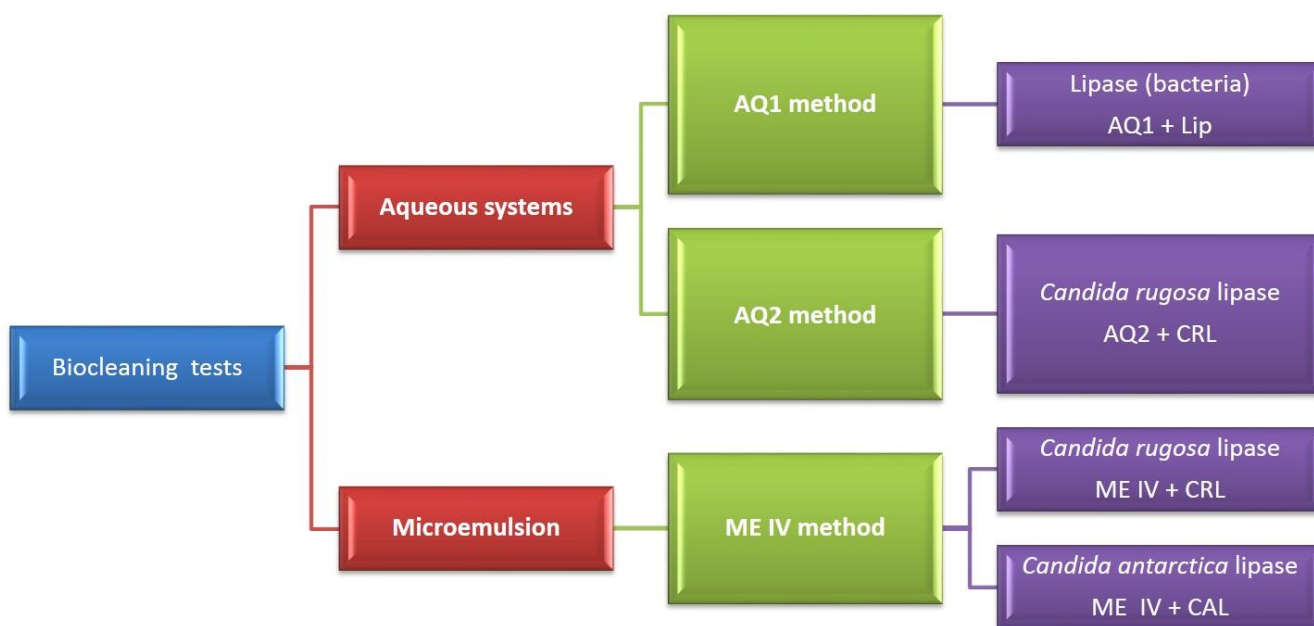 Biocleaning tests
Aqueous systems
AQ1 method
Lipase (bacteria)
AQ1 + Lip
AQ2 method
Candida rugosa lipase
AQ2 + CRL
Microemulsion
ME IV method
Candida rugosa lipase
ME IV + CRL
Candida antarctica lipase
ME IV + CAL